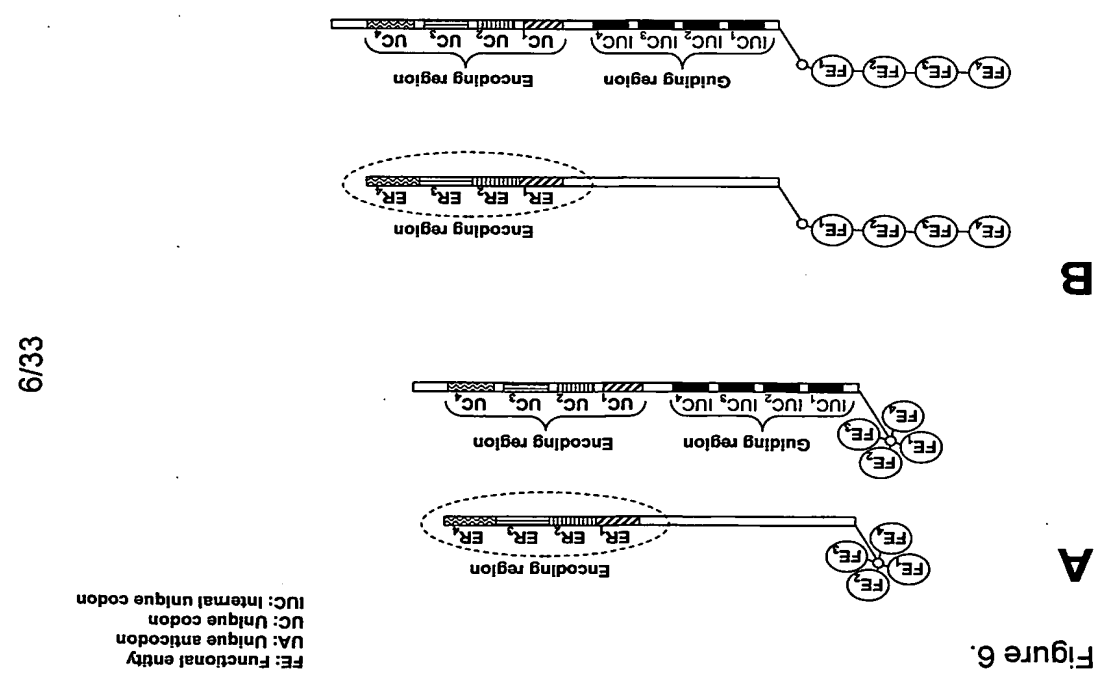 Figure 6.
FE: Functional entity
UA: Unique anticodon
UC: Unique codon
IUC: Internal unique codon
A
FE₂
FE₁ FE₃
FE₄
Encoding region
ER₁ ER₂ ER₃ ER₄
FE₂
FE₁ FE₃
FE₄
Guiding region
Encoding region
IUC₁ IUC₂ IUC₃ IUC₄ UC₁ UC₂ UC₃ UC₄
6/33
B
FE₄ FE₃ FE₂ FE₁
Encoding region
ER₁ ER₂ ER₃ ER₄
FE₄ FE₃ FE₂ FE₁
Guiding region
Encoding region
IUC₁ IUC₂ IUC₃ IUC₄ UC₁ UC₂ UC₃ UC₄